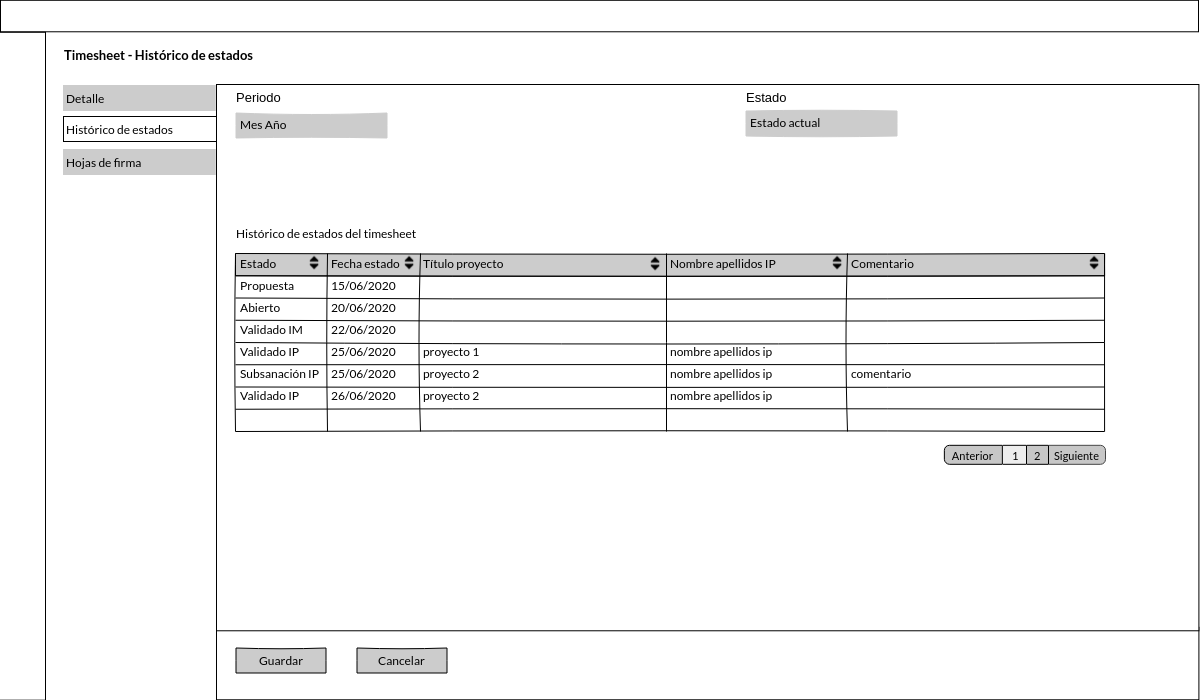 Timesheet - Histórico de estados
Detalle
Histórico de estados
Hojas de firma
Periodo
Estado
Mes Año
Estado actual
Histórico de estados del timesheet
Estado Fecha estado Título proyecto Nombre apellidos IP Comentario
Propuesta 15/06/2020
Abierto 20/06/2020
Validado IM 22/06/2020
Validado IP 25/06/2020 proyecto 1 nombre apellidos ip
Subsanación IP 25/06/2020 proyecto 2 nombre apellidos ip comentario
Validado IP 26/06/2020 proyecto 2 nombre apellidos ip
Anterior 1 2 Siguiente
Guardar Cancelar